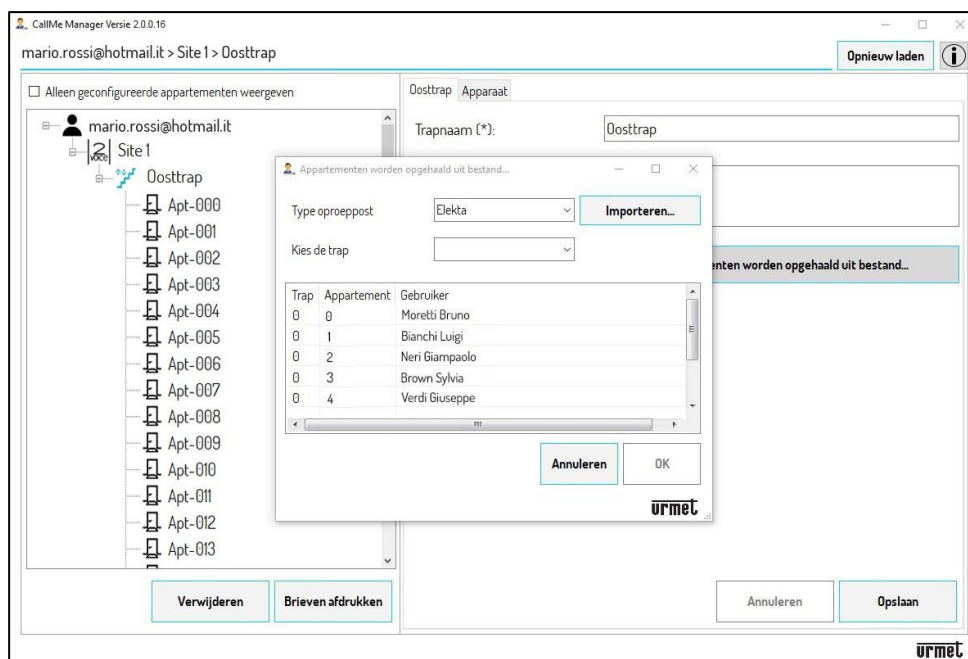 CallMe Manager Versie 2.0.0.16
mario.rossi@hotmail.it > Site 1 > Oosttrap
Opnieuw laden
Alleen geconfigureerde appartementen weergeven
mario.rossi@hotmail.it
2 VOICE Site 1
Oosttrap
Apt-000
Apt-001
Apt-002
Apt-003
Apt-004
Apt-005
Apt-006
Apt-007
Apt-008
Apt-009
Apt-010
Apt-011
Apt-012
Apt-013
Verwijderen Brieven afdrukken
Oosttrap Apparaat
Trapnaam (*): Oosttrap
worden opgehaald uit bestand...
Appartementen worden opgehaald uit bestand...
Type oproeppost Elekta Importeren...
Kies de trap
Trap Appartement Gebruiker
0 0 Moretti Bruno
0 1 Bianchi Luigi
0 2 Neri Giampaolo
0 3 Brown Sylvia
0 4 Verdi Giuseppe
Annuleren OK
urmet
Annuleren Opslaan
urmet